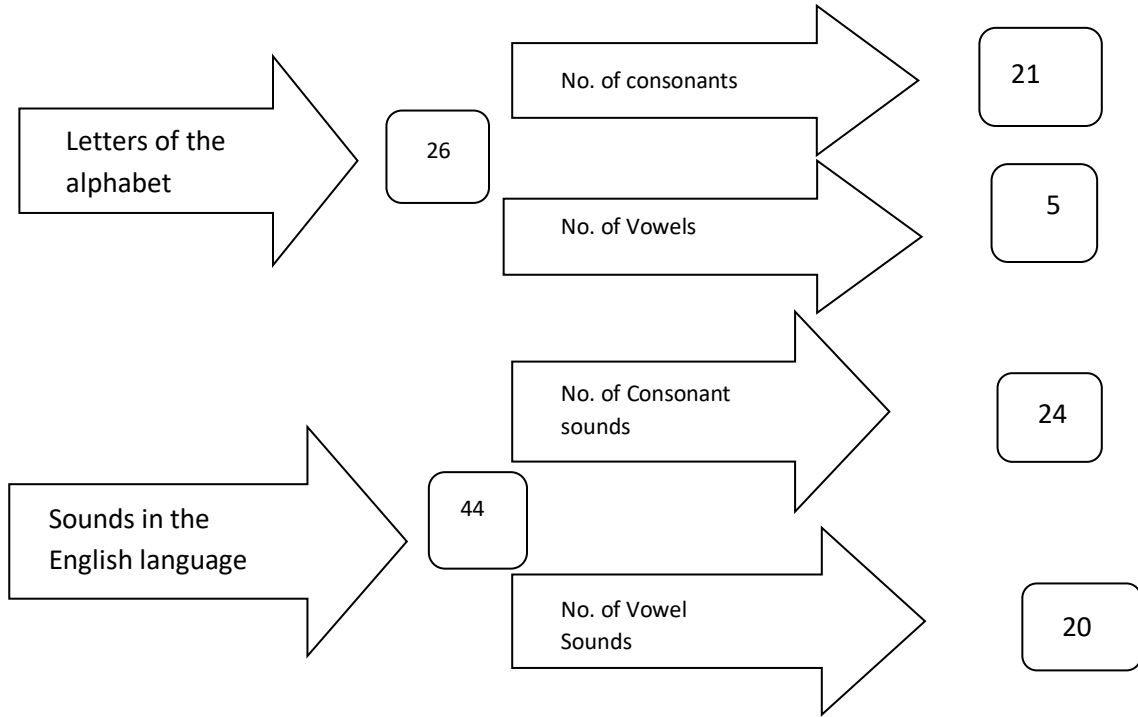 Letters of the
alphabet
26
No. of consonants
21
No. of Vowels
5
Sounds in the
English language
44
No. of Consonant
sounds
24
No. of Vowel
Sounds
20